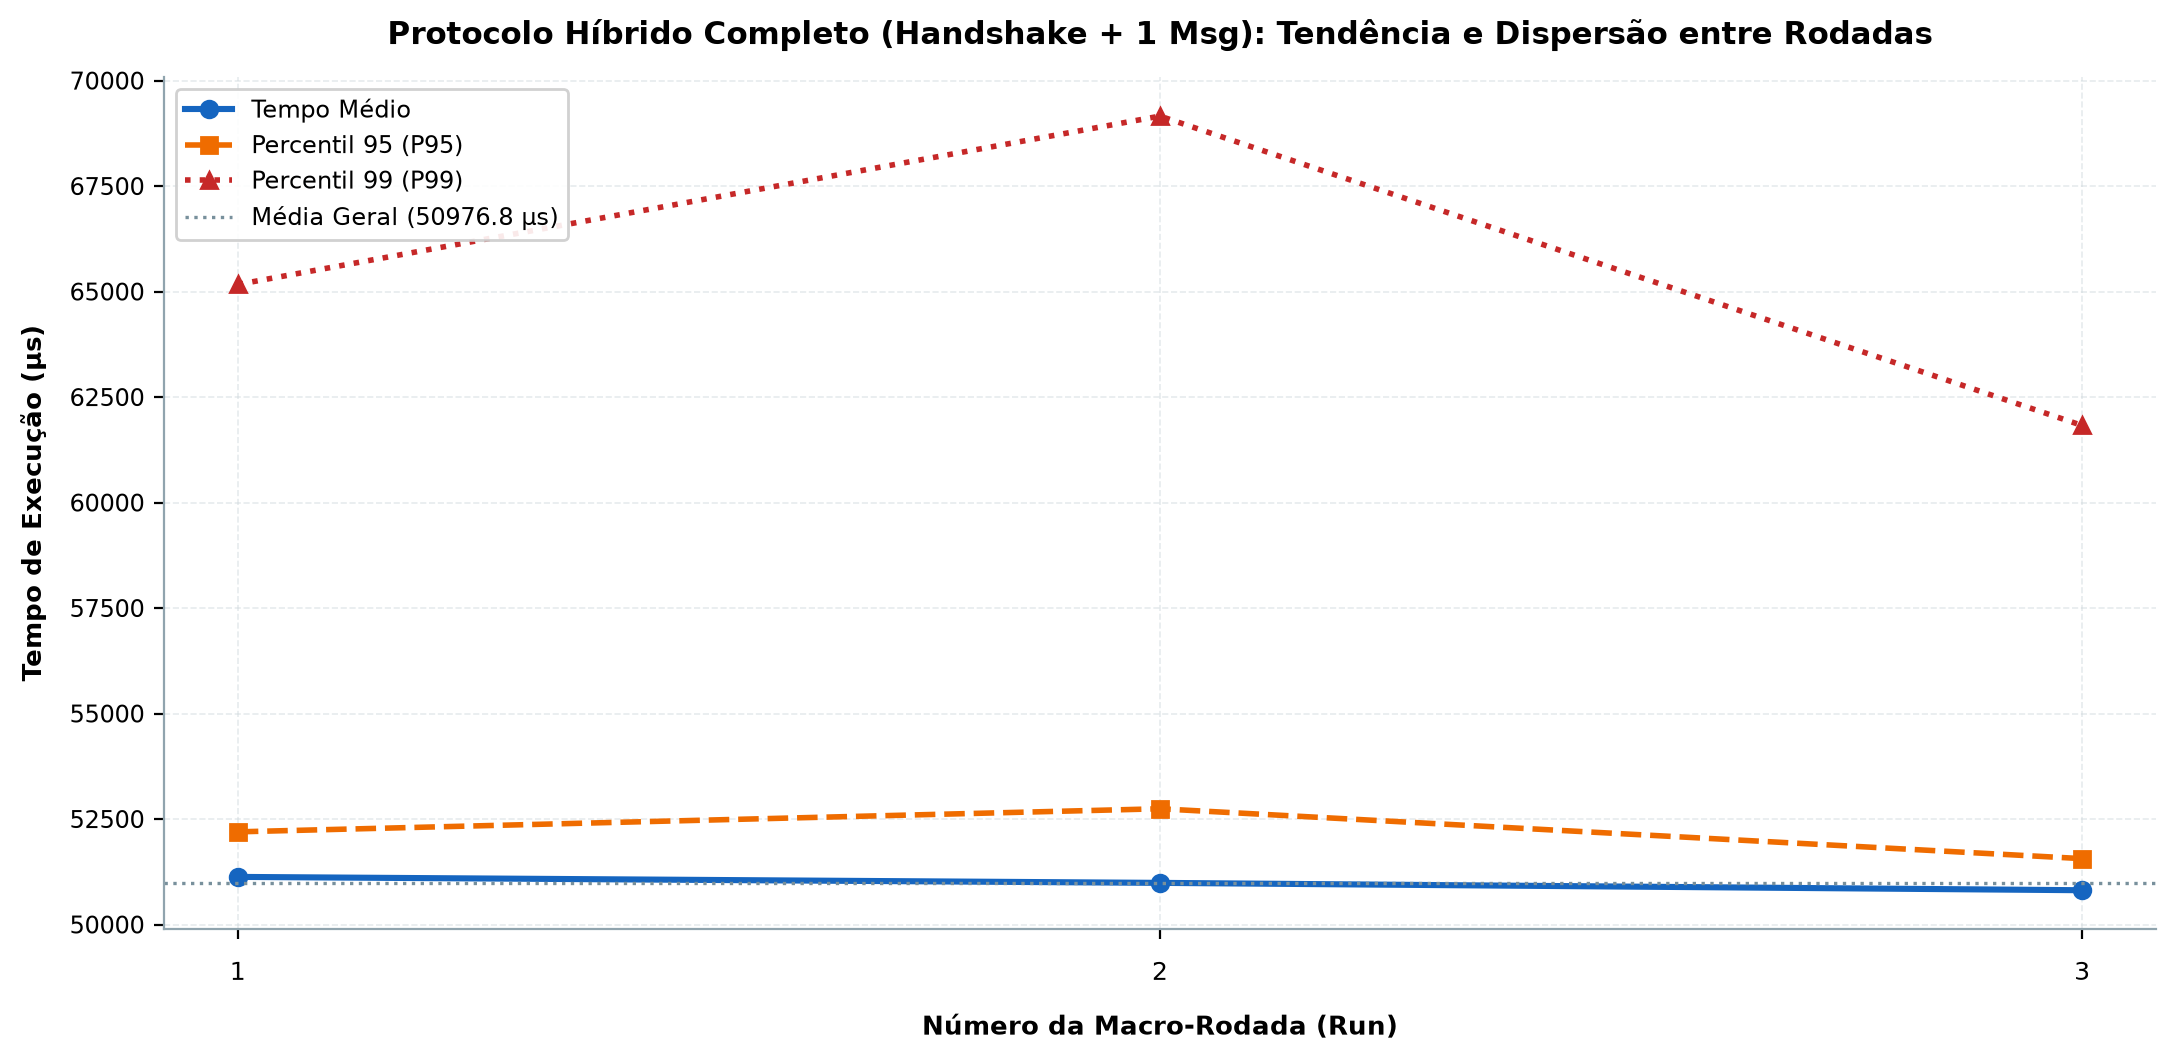 Protocolo Híbrido Completo (Handshake + 1 Msg): Tendência e Dispersão entre Rodadas
Tempo Médio
Percentil 95 (P95)
Percentil 99 (P99)
Média Geral (50976.8 µs)
Tempo de Execução (µs)
70000
67500
65000
62500
60000
57500
55000
52500
50000
1 2 3
Número da Macro-Rodada (Run)